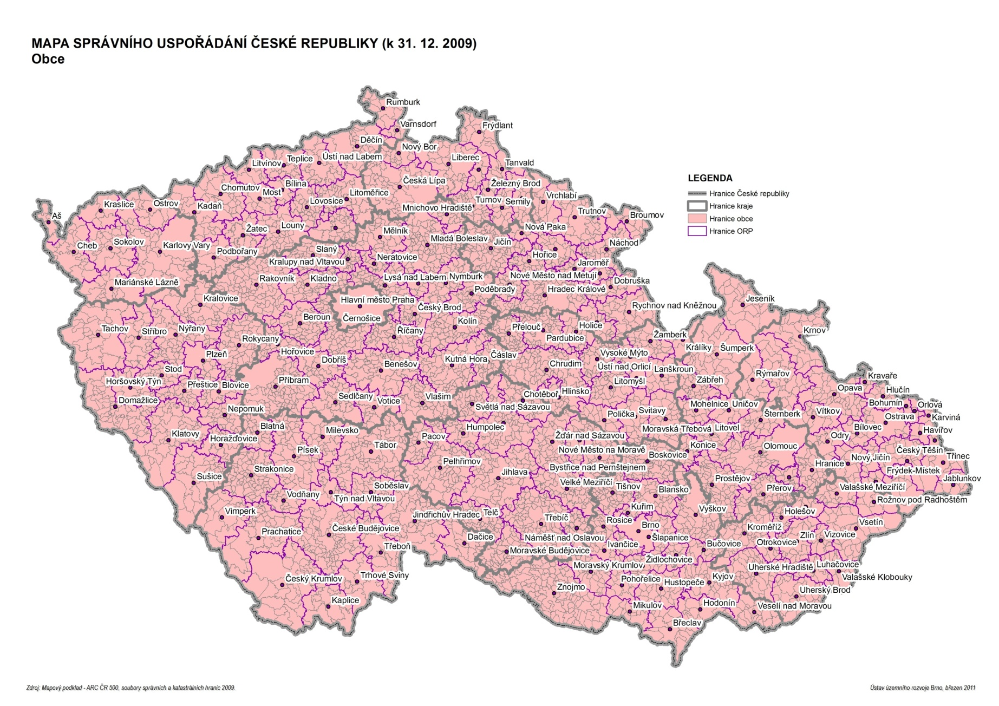 MAPA SPRÁVNÍHO USPOŘÁDÁNÍ ČESKÉ REPUBLIKY (k 31. 12. 2009)
Obce
Rumburk
Varnsdorf
Frýdlant
Děčín
Nový Bor
Litvínov
Teplice
Ústí nad Labem
Liberec
Tanvald
Chomutov
Most
Bílina
Česká Lípa
Železný Brod
Litoměřice
Lovosice
Mnichovo Hradiště
Turnov
Semily
Vrchlabí
Kraslice
Ostrov
Kadaň
Trutnov
Broumov
Aš
Žatec
Louny
Mělník
Nová Paka
Cheb
Sokolov
Karlovy Vary
Podbořany
Slaný
Mladá Boleslav
Jičín
Náchod
Kralupy nad Vltavou
Neratovice
Hořice
Jaroměř
Mariánské Lázně
Rakovník
Kladno
Lysá nad Labem
Nymburk
Nové Město nad Metují
Dobruška
Kralovice
Hlavní město Praha
Poděbrady
Hradec Králové
Rychnov nad Kněžnou
Jeseník
Beroun
Černošice
Český Brod
Kolín
Tachov
Stříbro
Nýřany
Rokycany
Říčany
Přelouč
Holice
Pardubice
Žamberk
Krnov
Králíky
Šumperk
Plzeň
Hořovice
Dobříš
Benešov
Kutná Hora
Čáslav
Chrudim
Vysoké Mýto
Ústí nad Orlicí
Lanškroun
Stod
Horšovský Týn
Přeštice
Blovice
Příbram
Litomyšl
Zábřeh
Rýmařov
Kravaře
Opava
Hlučín
Domažlice
Nepomuk
Sedlčany
Votice
Vlašim
Chotěboř
Hlinsko
Světlá nad Sázavou
Polička
Svitavy
Mohelnice
Uničov
Šternberk
Vítkov
Bohumín
Orlová
Ostrava
Karviná
Klatovy
Horažďovice
Blatná
Milevsko
Pacov
Humpolec
Žďár nad Sázavou
Moravská Třebová
Litovel
Odry
Bílovec
Havířov
Písek
Tábor
Nové Město na Moravě
Boskovice
Konice
Olomouc
Český Těšín
Třinec
Strakonice
Pelhřimov
Jihlava
Bystřice nad Pernštejnem
Hranice
Nový Jičín
Frýdek-Místek
Jablunkov
Sušice
Soběslav
Velké Meziříčí
Tišnov
Blansko
Prostějov
Přerov
Valašské Meziříčí
Rožnov pod Radhoštěm
Vodňany
Týn nad Vltavou
Vimperk
Jindřichův Hradec
Telč
Třebíč
Kuřim
Rosice
Vyškov
Holešov
Vsetín
Prachatice
České Budějovice
Dačice
Náměšť nad Oslavou
Brno
Šlapanice
Kroměříž
Zlín
Vizovice
Třeboň
Moravské Budějovice
Ivančice
Bučovice
Otrokovice
Židlochovice
Moravský Krumlov
Uherské Hradiště
Luhačovice
Český Krumlov
Trhové Sviny
Znojmo
Pohořelice
Hustopeče
Kyjov
Valašské Klobouky
Uherský Brod
Kaplice
Mikulov
Hodonín
Veselí nad Moravou
Břeclav
LEGENDA
Hranice České republiky
Hranice kraje
Hranice obce
Hranice ORP
Zdroj: Mapový podklad - ARC ČR 500, soubory správních a katastrálních hranic 2009.
Ústav územního rozvoje Brno, březen 2011